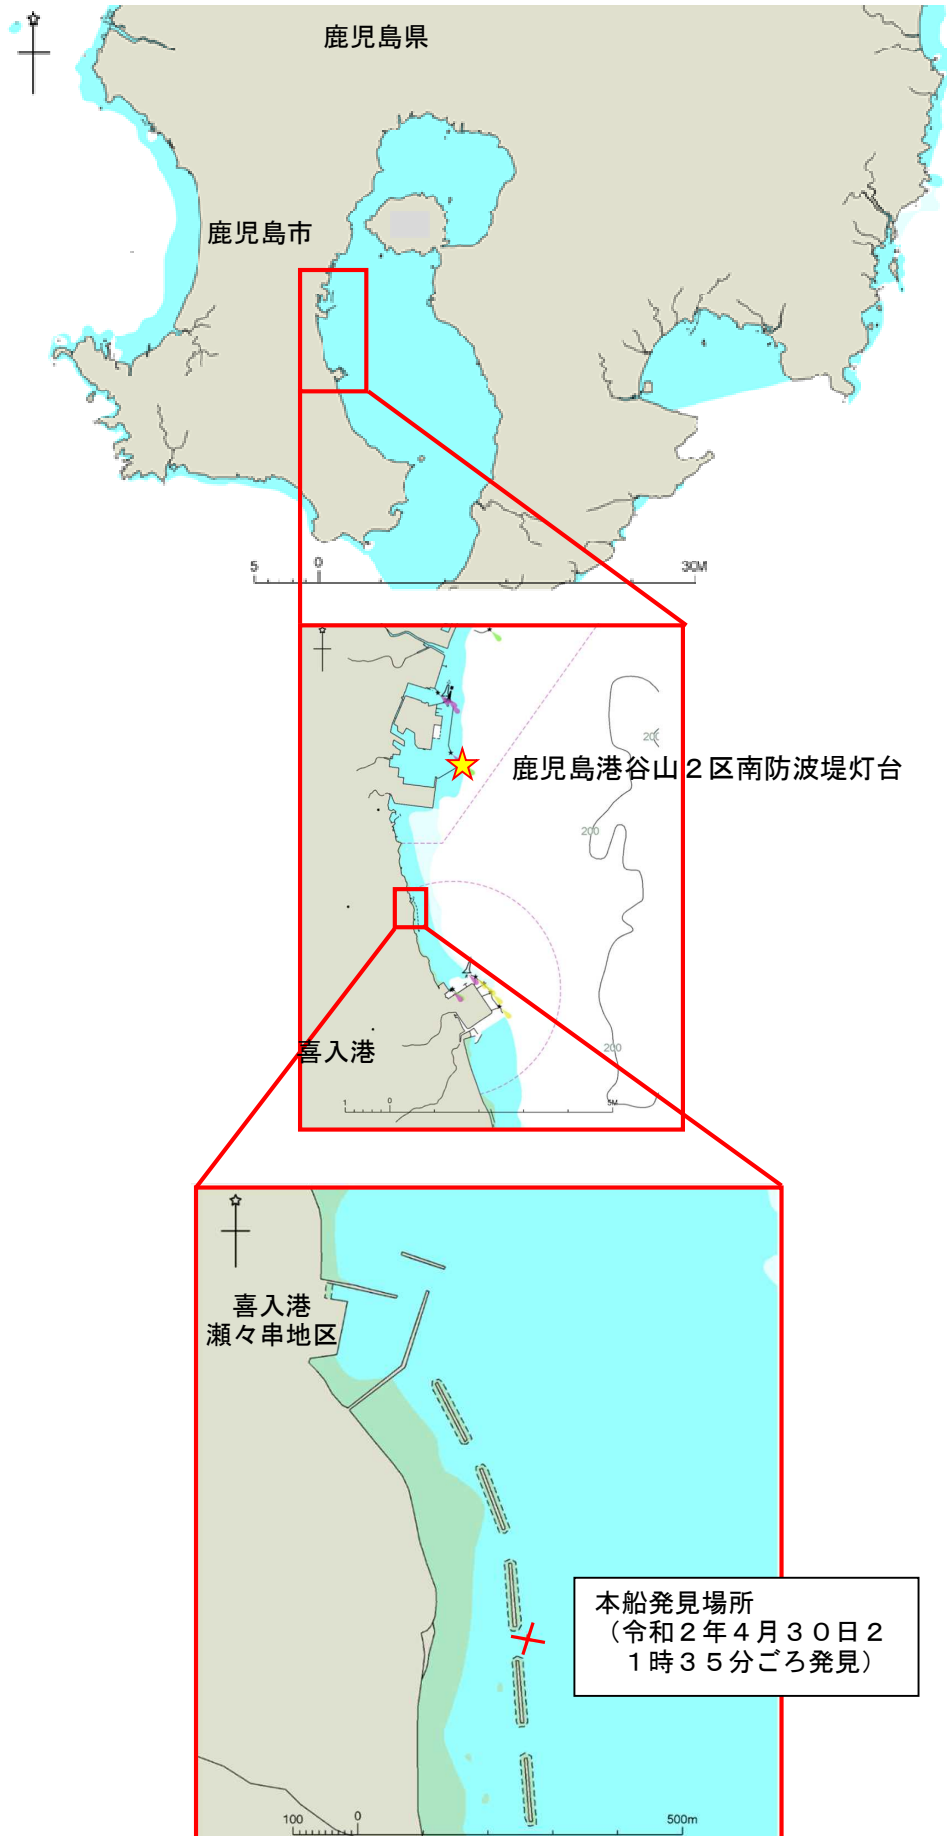 鹿児島県
鹿児島市
5 0 30M
鹿児島港谷山２区南防波堤灯台
200
200
喜入港
200
1 0 5M
喜入港
瀬々串地区
本船発見場所
（令和２年４月３０日２
１時３５分ごろ発見）
100 0 500m